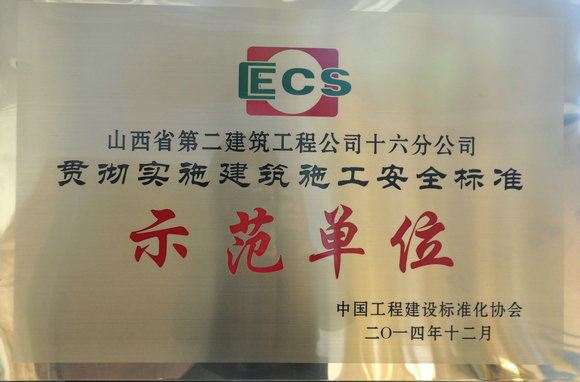 ECS
山西省第二建筑工程公司十六分公司
贯彻实施建筑施工安全标准
示范单位
中国工程建设标准化协会
二〇一四年十二月